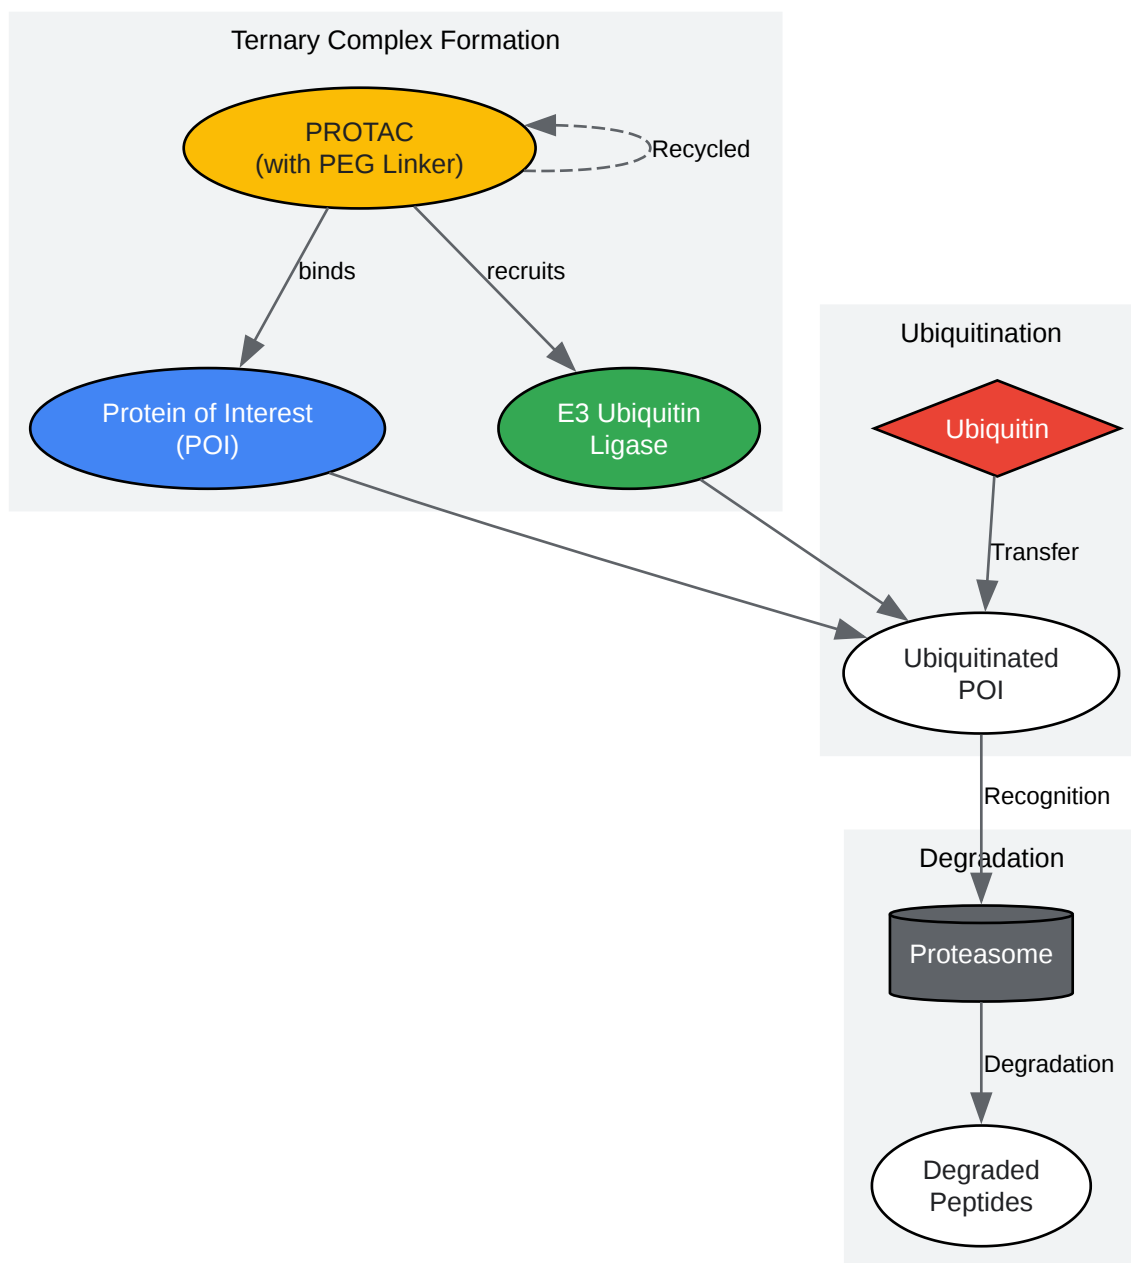 Ternary Complex Formation
PROTAC
(with PEG Linker)
Recycled
binds
recruits
Protein of Interest
(POI)
E3 Ubiquitin
Ligase
Ubiquitination
Ubiquitin
Transfer
Ubiquitinated
POI
Recognition
Degradation
Proteasome
Degradation
Degraded
Peptides